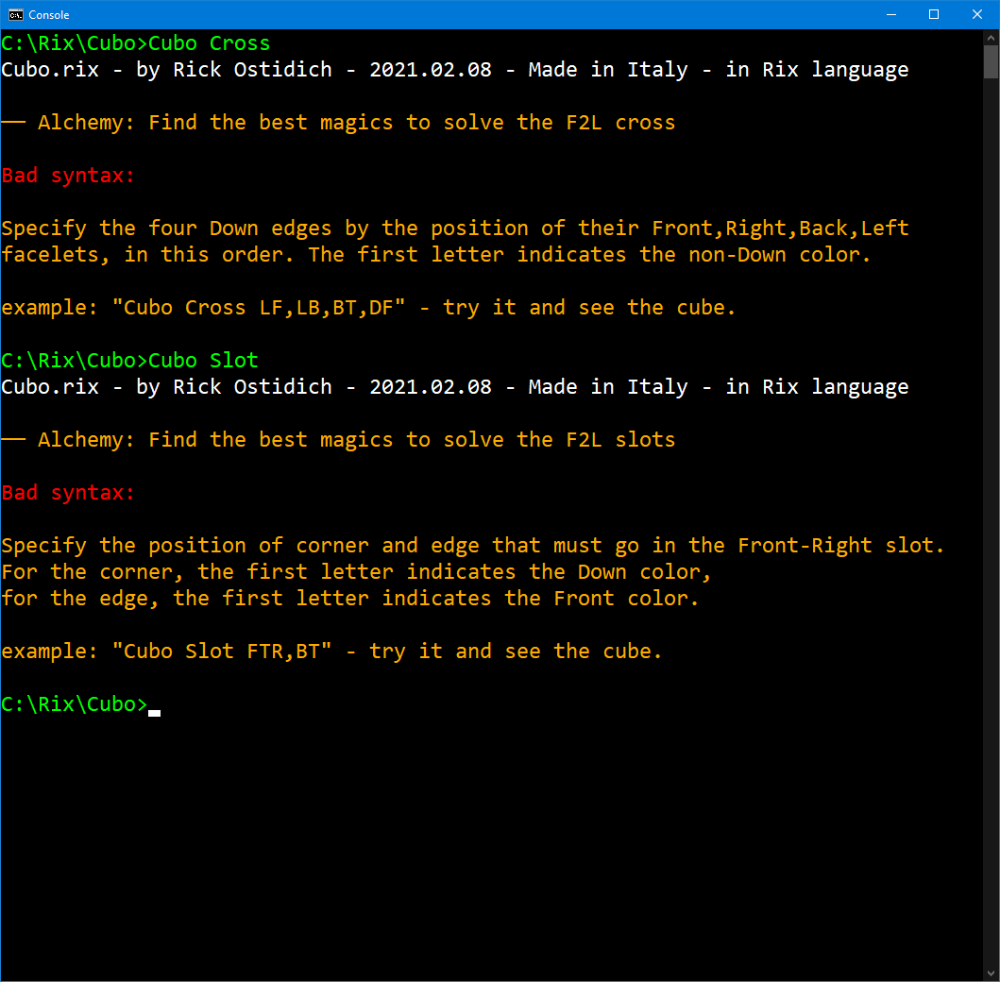 Console
C:\Rix\Cubo>Cubo Cross
Cubo.rix - by Rick Ostidich - 2021.02.08 - Made in Italy - in Rix language
—— Alchemy: Find the best magics to solve the F2L cross
Bad syntax:
Specify the four Down edges by the position of their Front,Right,Back,Left
facelets, in this order. The first letter indicates the non-Down color.
example: "Cubo Cross LF,LB,BT,DF" - try it and see the cube.
C:\Rix\Cubo>Cubo Slot
Cubo.rix - by Rick Ostidich - 2021.02.08 - Made in Italy - in Rix language
—— Alchemy: Find the best magics to solve the F2L slots
Bad syntax:
Specify the position of corner and edge that must go in the Front-Right slot.
For the corner, the first letter indicates the Down color,
for the edge, the first letter indicates the Front color.
example: "Cubo Slot FTR,BT" - try it and see the cube.
C:\Rix\Cubo>